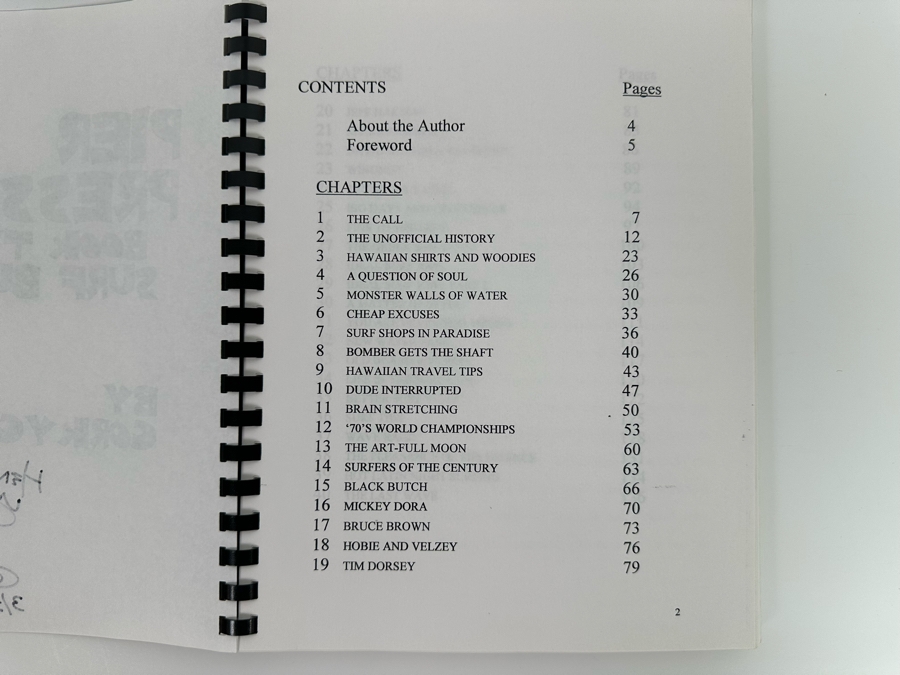 CONTENTS Pages
About the Author 4
Foreword 5
CHAPTERS
1 THE CALL 7
2 THE UNOFFICIAL HISTORY 12
3 HAWAIIAN SHIRTS AND WOODIES 23
4 A QUESTION OF SOUL 26
5 MONSTER WALLS OF WATER 30
6 CHEAP EXCUSES 33
7 SURF SHOPS IN PARADISE 36
8 BOMBER GETS THE SHAFT 40
9 HAWAIIAN TRAVEL TIPS 43
10 DUDE INTERRUPTED 47
11 BRAIN STRETCHING 50
12 ‘70’S WORLD CHAMPIONSHIPS 53
13 THE ART-FULL MOON 60
14 SURFERS OF THE CENTURY 63
15 BLACK BUTCH 66
16 MICKEY DORA 70
17 BRUCE BROWN 73
18 HOBIE AND VELZEY 76
19 TIM DORSEY 79
2